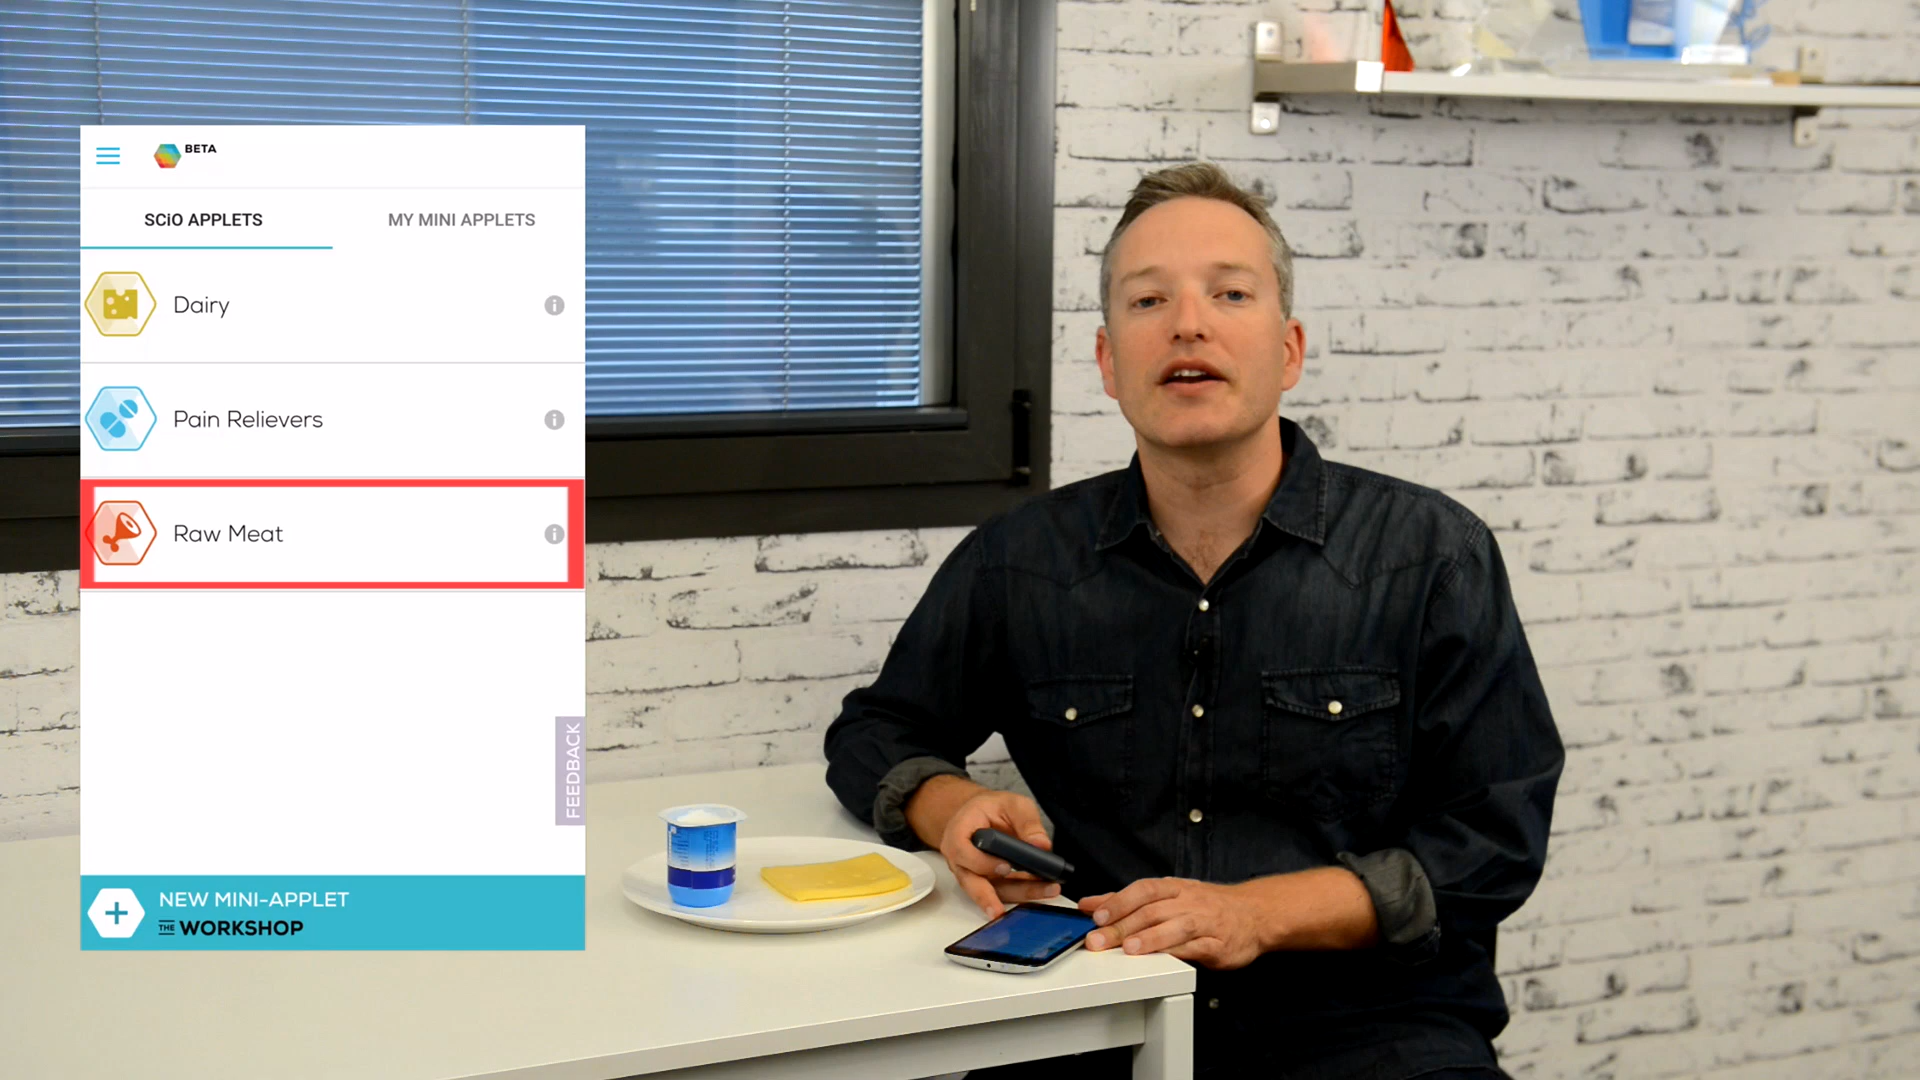 BETA
SCiO APPLETS
MY MINI APPLETS
Dairy
Pain Relievers
Raw Meat
FEEDBACK
NEW MINI-APPLET
THE WORKSHOP